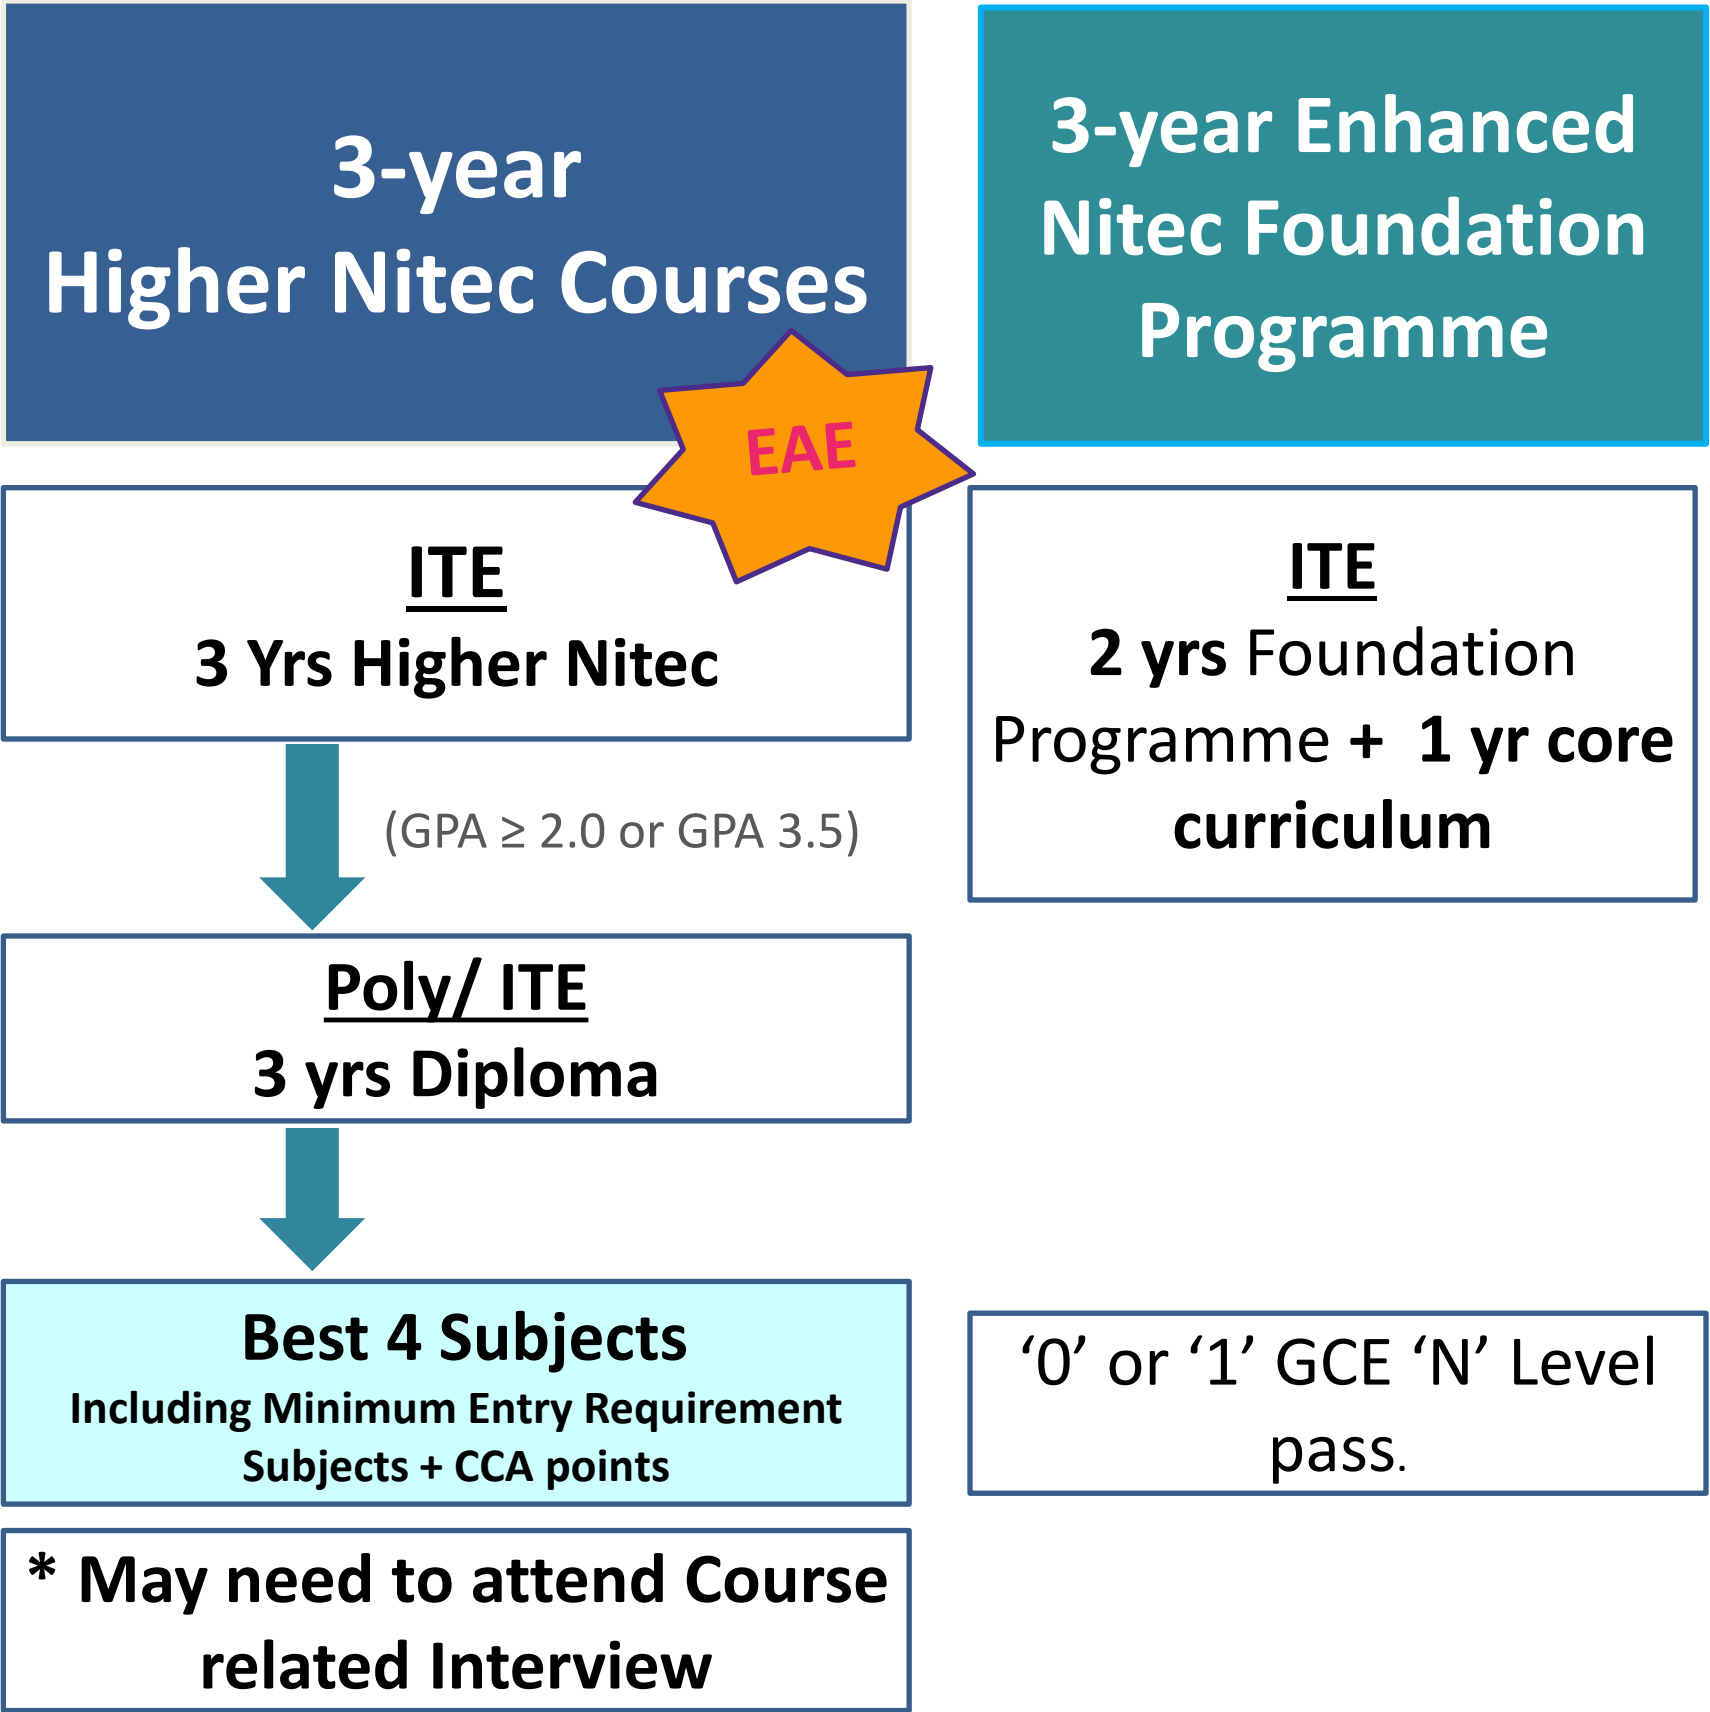 3-year
Higher Nitec Courses
EAE
ITE
3 Yrs Higher Nitec
(GPA ≥ 2.0 or GPA 3.5)
Poly/ ITE
3 yrs Diploma
Best 4 Subjects
Including Minimum Entry Requirement
Subjects + CCA points
* May need to attend Course
related Interview
3-year Enhanced
Nitec Foundation
Programme
ITE
2 yrs Foundation
Programme + 1 yr core
curriculum
‘0’ or ‘1’ GCE ‘N’ Level
pass.